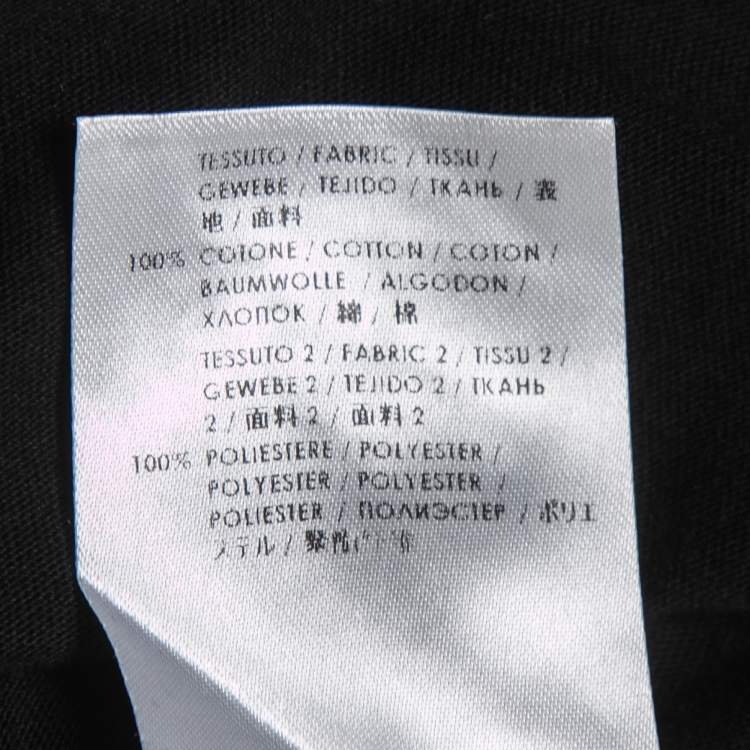 TESSUTO / FABRIC / TISSU /
GEWEBE / TEJIDO / ТКАНЬ / 表
地 / 面料
100% COTONE / COTTON / COTON /
BAUMWOLLE / ALGODON /
ХЛОПОК / 綿 / 棉
TESSUTO 2 / FABRIC 2 / TISSU 2 /
GEWEBE 2 / TEJIDO 2 / ТКАНЬ
2 / 面料 2 / 面料 2
100% POLIESTERE / POLYESTER /
POLYESTER / POLYESTER /
POLIESTER / ПОЛИЭСТЕР / ポリエ
ステル /